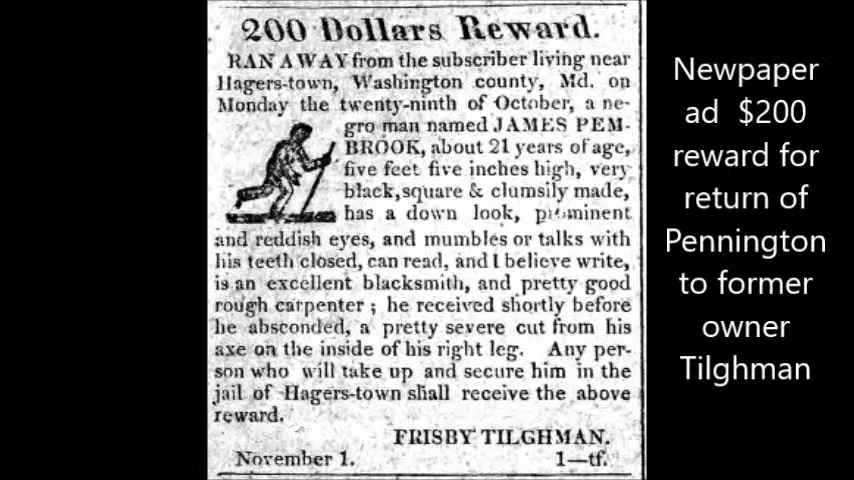 200 Dollars Reward.
RAN AWAY from the subscriber living near
Hagers-town, Washington county, Md. on
Monday the twenty-ninth of October, a ne-
gro man named JAMES PEM-
BROOK, about 21 years of age,
five feet five inches high, very
black, square & clumsily made,
has a down look, prominent
and reddish eyes, and mumbles or talks with
his teeth closed, can read, and I believe write,
is an excellent blacksmith, and pretty good
rough carpenter ; he received shortly before
he absconded, a pretty severe cut from his
axe on the inside of his right leg. Any per-
son who will take up and secure him in the
jail of Hagers-town shall receive the above
reward.
FRISBY TILGHMAN.
November 1. 1—tf.
Newpaper
ad $200
reward for
return of
Pennington
to former
owner
Tilghman